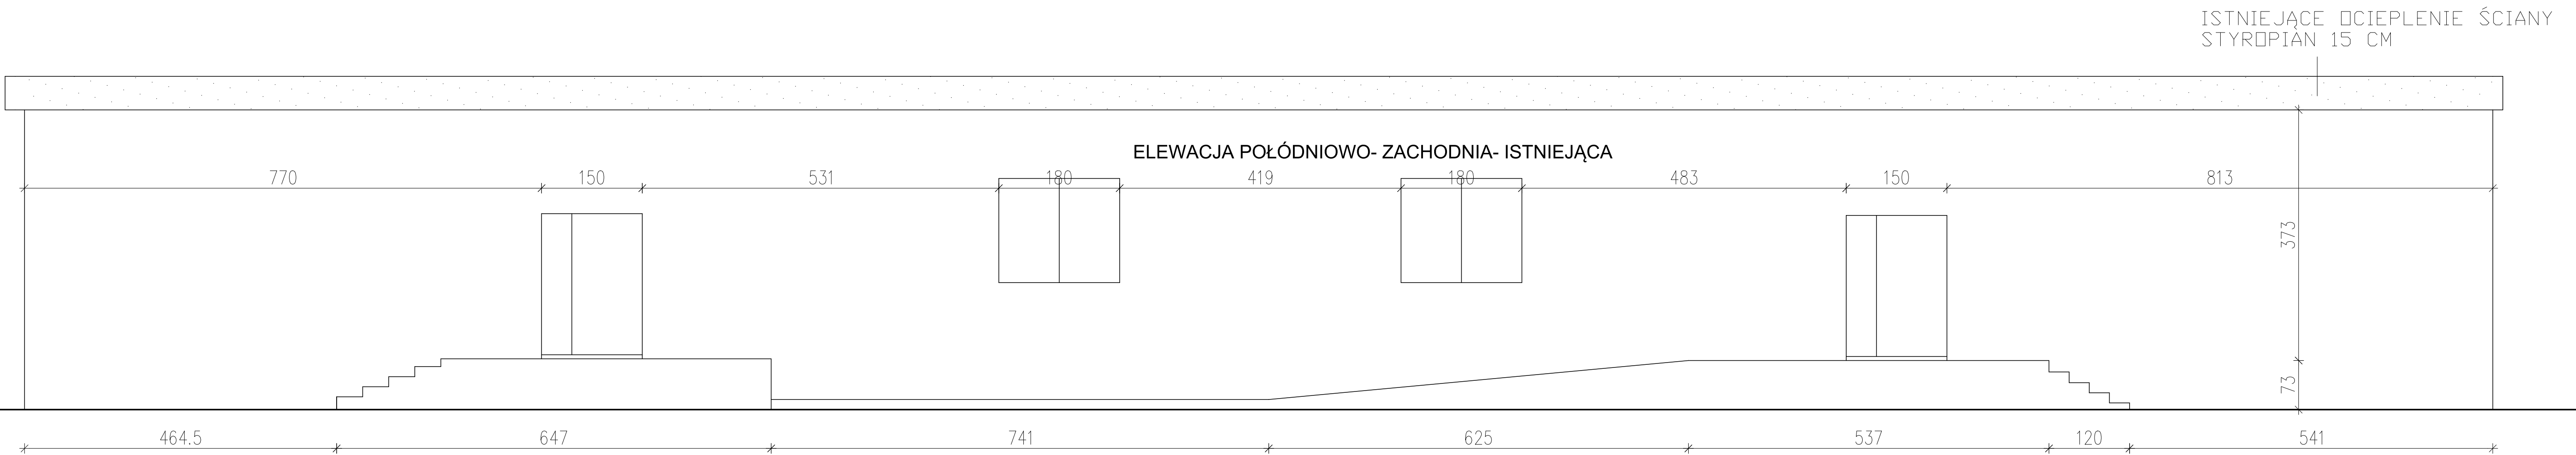 ISTNIEJĄCE OCIEPLENIE ŚCIANY
STYROPIAN 15 CM
ELEWACJA POŁÓDNIOWO- ZACHODNIA- ISTNIEJĄCA
770 150 531 180 419 180 483 150 813
373
73
464.5 647 741 625 537 120 541